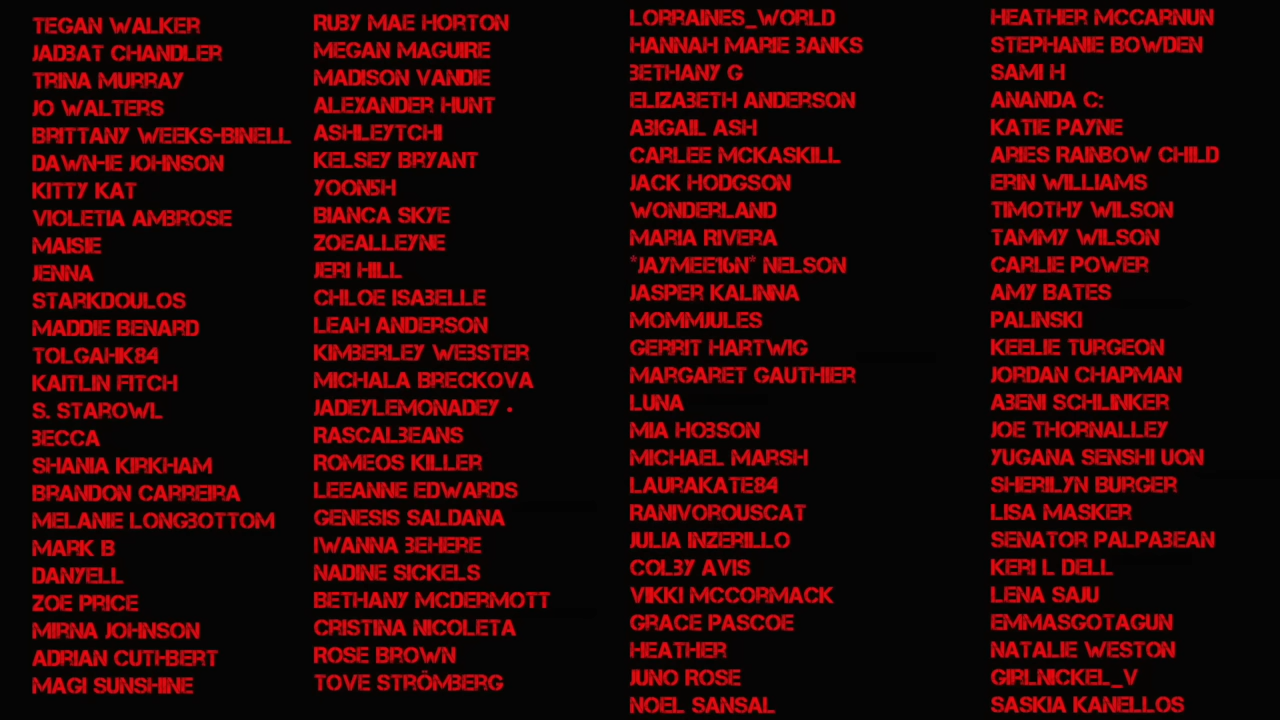 TEGAN WALKER
JADBAT CHANDLER
TRINA MURRAY
JO WALTERS
BRITTANY WEEKS-BINELL
DAWN-IE JOHNSON
KITTY KAT
VIOLETIA AMBROSE
MAISIE
JENNA
STARKDOULOS
MADDIE BENARD
TOLGAHK84
KAITLIN FITCH
S. STAROWL
BECCA
SHANIA KIRKHAM
BRANDON CARREIRA
MELANIE LONGBOTTOM
MARK B
DANYELL
ZOE PRICE
MIRNA JOHNSON
ADRIAN CUTHBERT
MAGI SUNSHINE
RUBY MAE HORTON
MEGAN MAGUIRE
MADISON VANDIE
ALEXANDER HUNT
ASHLEYTCHI
KELSEY BRYANT
YOON5H
BIANCA SKYE
ZOEALLEYNE
JERI HILL
CHLOE ISABELLE
LEAH ANDERSON
KIMBERLEY WEBSTER
MICHALA BRECKOVA
JADEYLEMONADEY •
RASCALBEANS
ROMEOS KILLER
LEEANNE EDWARDS
GENESIS SALDANA
IWANNA BEHERE
NADINE SICKELS
BETHANY MCDERMOTT
CRISTINA NICOLETA
ROSE BROWN
TOVE STRÖMBERG
LORRAINES_WORLD
HANNAH MARIE BANKS
BETHANY G
ELIZABETH ANDERSON
ABIGAIL ASH
CARLEE MCKASKILL
JACK HODGSON
WONDERLAND
MARIA RIVERA
*JAYMEE16N* NELSON
JASPER KALINNA
MOMMJULES
GERRIT HARTWIG
MARGARET GAUTHIER
LUNA
MIA HOBSON
MICHAEL MARSH
LAURAKATE84
RANIVOROUSCAT
JULIA INZERILLO
COLBY AVIS
VIKKI MCCORMACK
GRACE PASCOE
HEATHER
JUNO ROSE
NOEL SANSAL
HEATHER MCCARNUN
STEPHANIE BOWDEN
SAMI H
ANANDA C:
KATIE PAYNE
ARIES RAINBOW CHILD
ERIN WILLIAMS
TIMOTHY WILSON
TAMMY WILSON
CARLIE POWER
AMY BATES
PALINSKI
KEELIE TURGEON
JORDAN CHAPMAN
ABENI SCHLINKER
JOE THORNALLEY
YUGANA SENSHI UON
SHERILYN BURGER
LISA MASKER
SENATOR PALPABEAN
KERI L DELL
LENA SAJU
EMMASGOTAGUN
NATALIE WESTON
GIRLNICKEL_V
SASKIA KANELLOS